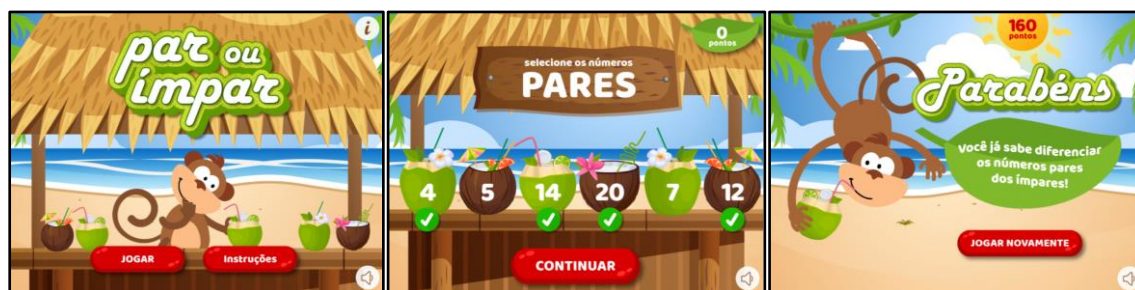 par ou
ímpar
i
JOGAR
Instruções
0
pontos
selecione os números
PARES
4 5 14 20 7 12
CONTINUAR
160
pontos
Parabéns
Você já sabe diferenciar
os números pares
dos ímpares!
JOGAR NOVAMENTE